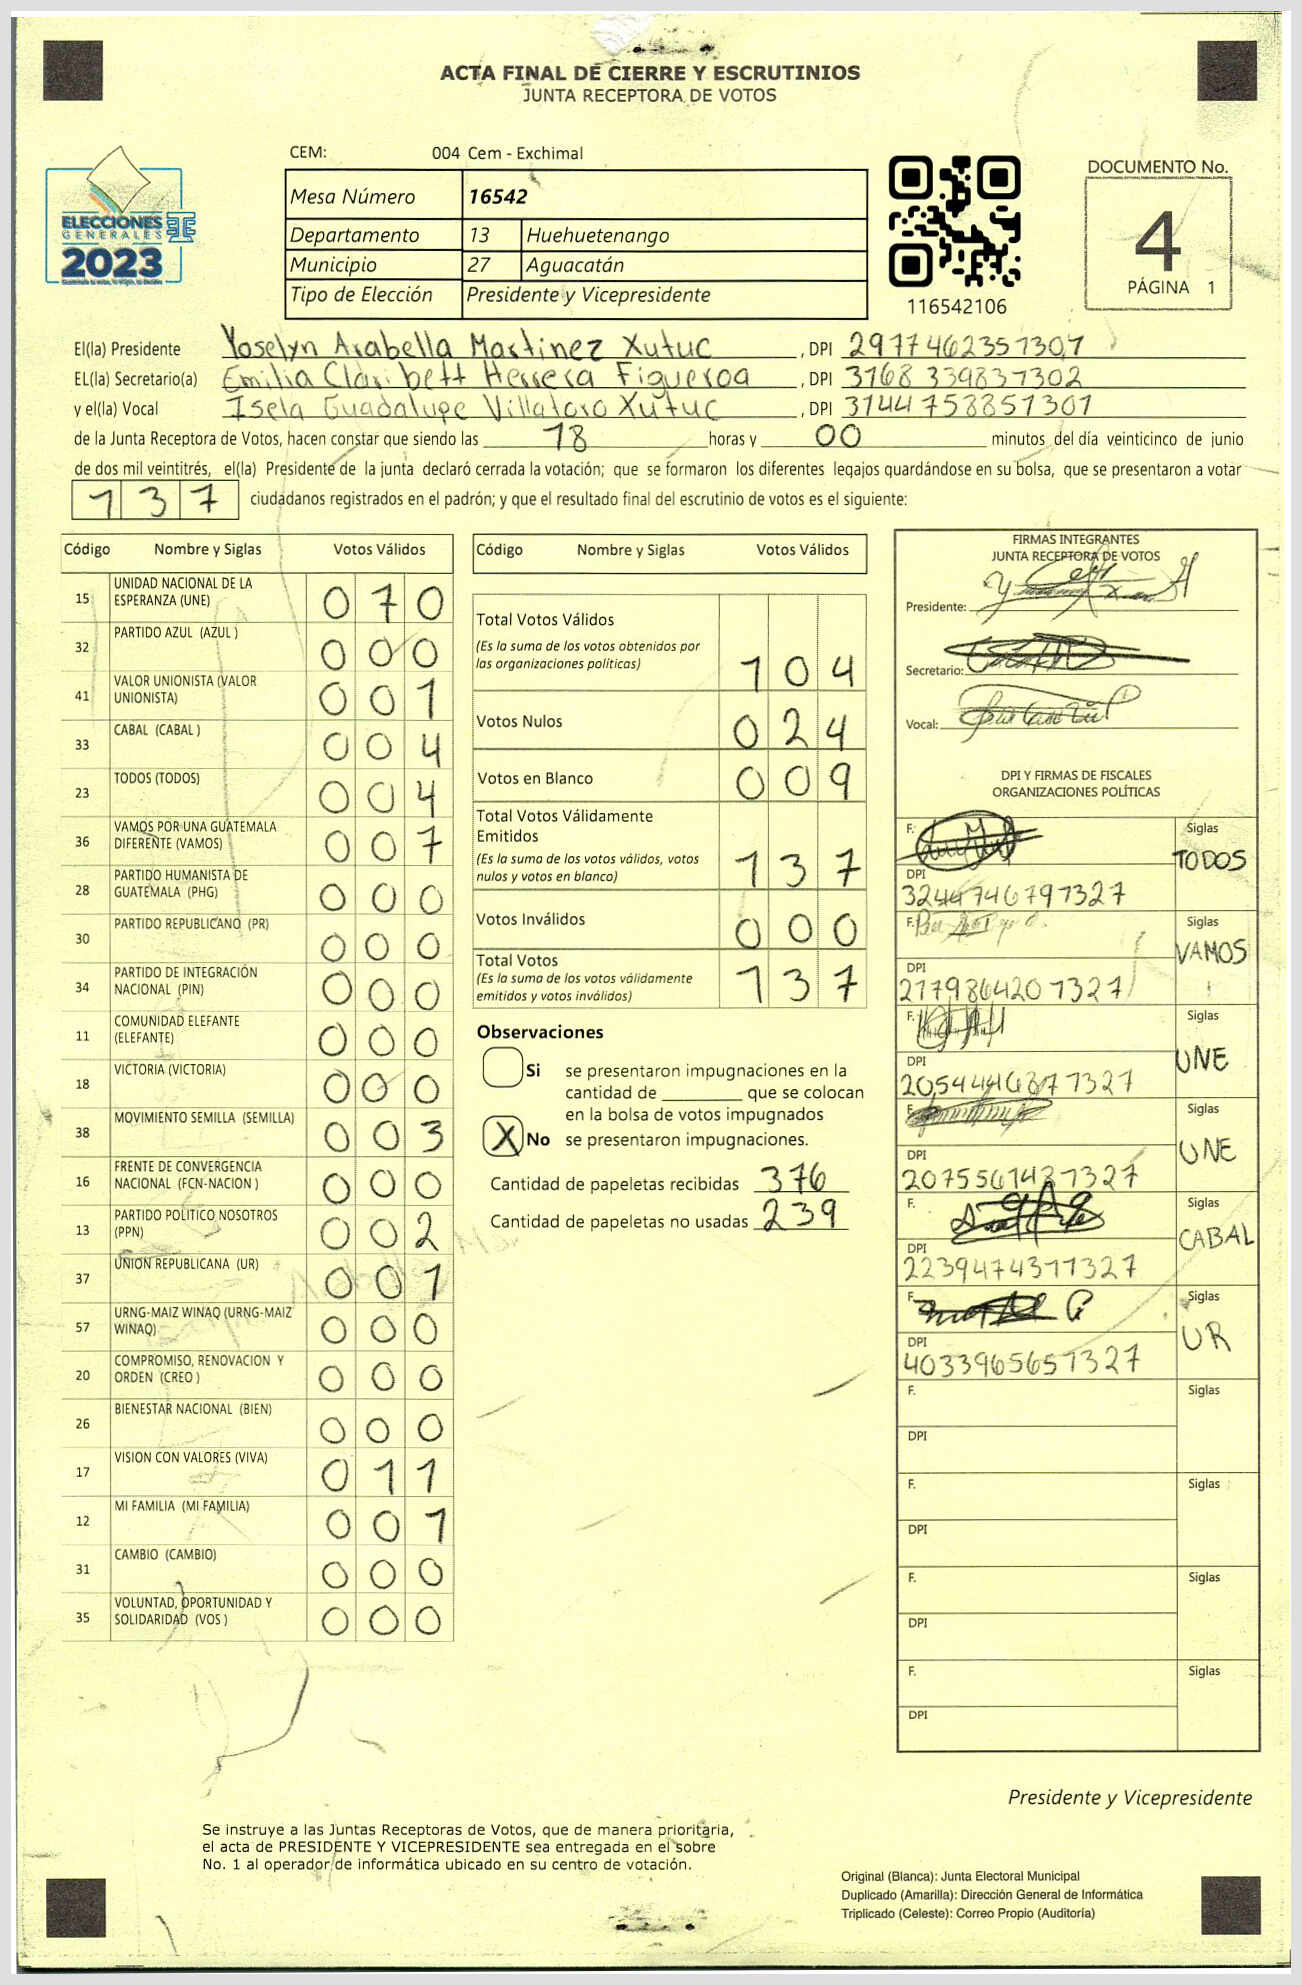 ACTA FINAL DE CIERRE Y ESCRUTINIOS
JUNTA RECEPTORA DE VOTOS
CEM: 004 Cem - Exchimal
ELECCIONES
GENERALES
2023
Mesa Número 16542
Departamento 13 Huehuetenango
Municipio 27 Aguacatán
Tipo de Elección Presidente y Vicepresidente
116542106
DOCUMENTO No.
4
PÁGINA 1
El(la) Presidente Yoselyn Arabella Martinez Xutuc, DPI 2977462351301
EL(la) Secretario(a) Emilia Claribett Herrera Figueroa, DPI 3168 339831302
y el(la) Vocal Isela Guadalupe Villatoro Xutuc, DPI 3144758851301
de la Junta Receptora de Votos, hacen constar que siendo las 18 horas y 00 minutos del día veinticinco de junio
de dos mil veintitrés, el(la) Presidente de la junta declaró cerrada la votación; que se formaron los diferentes legajos quardándose en su bolsa, que se presentaron a votar
137 ciudadanos registrados en el padrón; y que el resultado final del escrutinio de votos es el siguiente:
Código Nombre y Siglas Votos Válidos
15 UNIDAD NACIONAL DE LA ESPERANZA (UNE) 070
32 PARTIDO AZUL (AZUL ) 000
41 VALOR UNIONISTA (VALOR UNIONISTA) 001
33 CABAL (CABAL ) 004
23 TODOS (TODOS) 004
36 VAMOS POR UNA GUATEMALA DIFERENTE (VAMOS) 007
28 PARTIDO HUMANISTA DE GUATEMALA (PHG) 000
30 PARTIDO REPUBLICANO (PR) 000
34 PARTIDO DE INTEGRACIÓN NACIONAL (PIN) 000
11 COMUNIDAD ELEFANTE (ELEFANTE) 000
18 VICTORIA (VICTORIA) 000
38 MOVIMIENTO SEMILLA (SEMILLA) 003
16 FRENTE DE CONVERGENCIA NACIONAL (FCN-NACION ) 000
13 PARTIDO POLITICO NOSOTROS (PPN) 002
37 UNION REPUBLICANA (UR) 001
57 URNG-MAIZ WINAQ (URNG-MAIZ WINAQ) 000
20 COMPROMISO, RENOVACION Y ORDEN (CREO ) 000
26 BIENESTAR NACIONAL (BIEN) 000
17 VISION CON VALORES (VIVA) 011
12 MI FAMILIA (MI FAMILIA) 001
31 CAMBIO (CAMBIO) 000
35 VOLUNTAD, OPORTUNIDAD Y SOLIDARIDAD (VOS ) 000
Código Nombre y Siglas Votos Válidos
Total Votos Válidos
(Es la suma de los votos obtenidos por las organizaciones políticas) 104
Votos Nulos 024
Votos en Blanco 009
Total Votos Válidamente Emitidos
(Es la suma de los votos válidos, votos nulos y votos en blanco) 137
Votos Inválidos 000
Total Votos
(Es la suma de los votos válidamente emitidos y votos inválidos) 137
Observaciones
Si se presentaron impugnaciones en la
cantidad de ________ que se colocan
en la bolsa de votos impugnados
X No se presentaron impugnaciones.
Cantidad de papeletas recibidas 376
Cantidad de papeletas no usadas 239
FIRMAS INTEGRANTES
JUNTA RECEPTORA DE VOTOS
Presidente:
Secretario:
Vocal:
DPI Y FIRMAS DE FISCALES
ORGANIZACIONES POLÍTICAS
F. Siglas TODOS
DPI 3244746791327
F. Siglas VAMOS
DPI 2179864201327
F. Siglas UNE
DPI
F. Siglas UNE
DPI
F. Siglas CABAL
DPI 2239474311327
F. Siglas UR
DPI 4033965651327
F. Siglas
DPI
F. Siglas
DPI
F. Siglas
DPI
F. Siglas
DPI
Presidente y Vicepresidente
Se instruye a las Juntas Receptoras de Votos, que de manera prioritaria,
el acta de PRESIDENTE Y VICEPRESIDENTE sea entregada en el sobre
No. 1 al operador de informática ubicado en su centro de votación.
Original (Blanca): Junta Electoral Municipal
Duplicado (Amarilla): Dirección General de Informática
Triplicado (Celeste): Correo Propio (Auditoría)